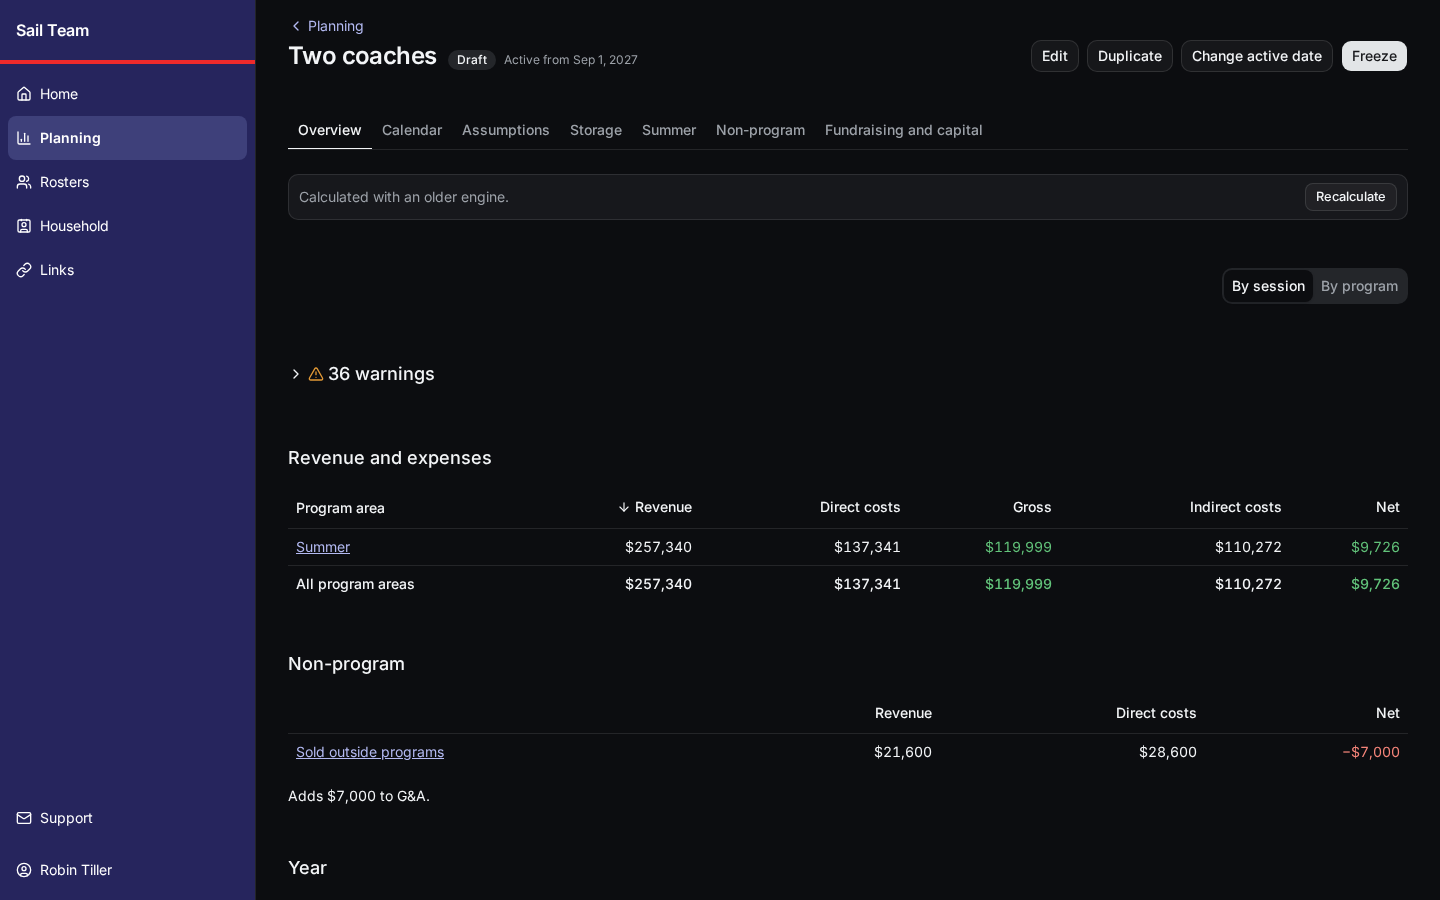 Sail Team
Home
Planning
Rosters
Household
Links
Support
Robin Tiller
Planning
Two coaches Draft Active from Sep 1, 2027
Edit Duplicate Change active date Freeze
Overview Calendar Assumptions Storage Summer Non-program Fundraising and capital
Calculated with an older engine. Recalculate
By session By program
36 warnings
Revenue and expenses
Program area Revenue Direct costs Gross Indirect costs Net
Summer $257,340 $137,341 $119,999 $110,272 $9,726
All program areas $257,340 $137,341 $119,999 $110,272 $9,726
Non-program
Revenue Direct costs Net
Sold outside programs $21,600 $28,600 −$7,000
Adds $7,000 to G&A.
Year